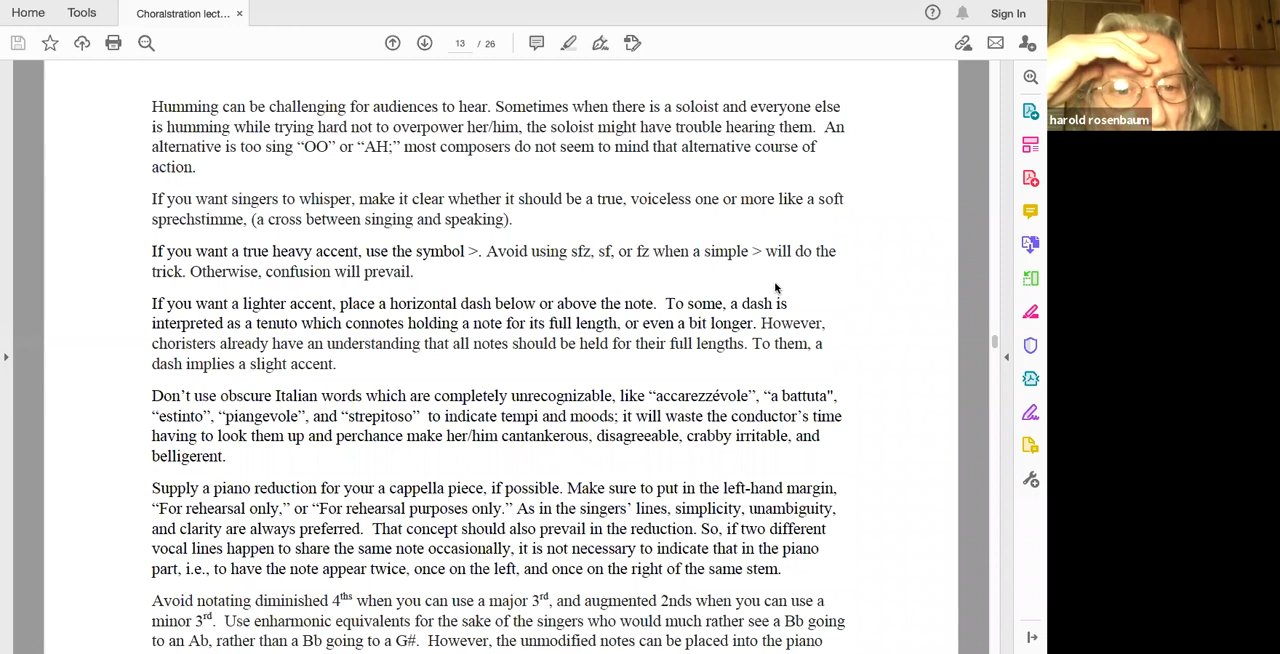 Home Tools Choralstration lect... × Sign In
13 / 26
harold rosenbaum
Humming can be challenging for audiences to hear. Sometimes when there is a soloist and everyone else
is humming while trying hard not to overpower her/him, the soloist might have trouble hearing them. An
alternative is too sing “OO” or “AH;” most composers do not seem to mind that alternative course of
action.
If you want singers to whisper, make it clear whether it should be a true, voiceless one or more like a soft
sprechstimme, (a cross between singing and speaking).
If you want a true heavy accent, use the symbol >. Avoid using sfz, sf, or fz when a simple > will do the
trick. Otherwise, confusion will prevail.
If you want a lighter accent, place a horizontal dash below or above the note. To some, a dash is
interpreted as a tenuto which connotes holding a note for its full length, or even a bit longer. However,
choristers already have an understanding that all notes should be held for their full lengths. To them, a
dash implies a slight accent.
Don’t use obscure Italian words which are completely unrecognizable, like “accarezzévole”, “a battuta",
“estinto”, “piangevole”, and “strepitoso” to indicate tempi and moods; it will waste the conductor’s time
having to look them up and perchance make her/him cantankerous, disagreeable, crabby irritable, and
belligerent.
Supply a piano reduction for your a cappella piece, if possible. Make sure to put in the left-hand margin,
“For rehearsal only,” or “For rehearsal purposes only.” As in the singers’ lines, simplicity, unambiguity,
and clarity are always preferred. That concept should also prevail in the reduction. So, if two different
vocal lines happen to share the same note occasionally, it is not necessary to indicate that in the piano
part, i.e., to have the note appear twice, once on the left, and once on the right of the same stem.
Avoid notating diminished 4ths when you can use a major 3rd, and augmented 2nds when you can use a
minor 3rd. Use enharmonic equivalents for the sake of the singers who would much rather see a Bb going
to an Ab, rather than a Bb going to a G#. However, the unmodified notes can be placed into the piano